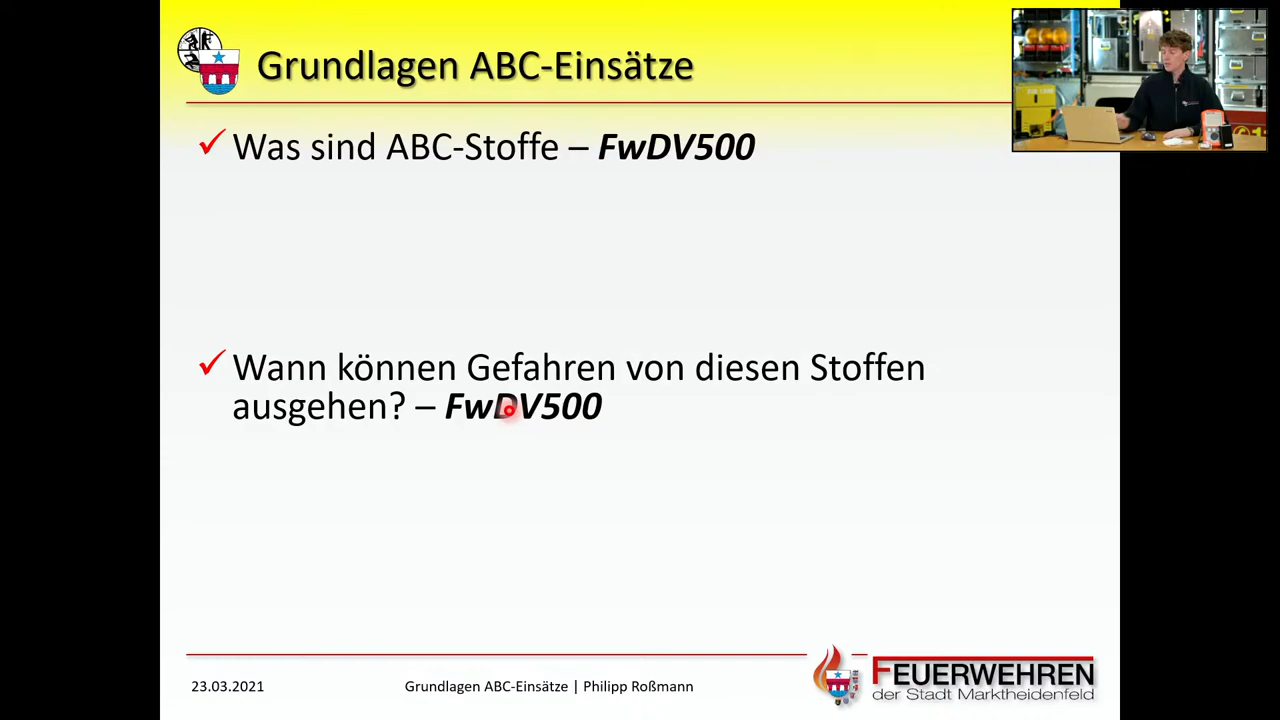 Grundlagen ABC-Einsätze
Was sind ABC-Stoffe – FwDV500
Wann können Gefahren von diesen Stoffen
ausgehen? – FwDV500
23.03.2021
Grundlagen ABC-Einsätze | Philipp Roßmann
FEUERWEHREN
der Stadt Marktheidenfeld